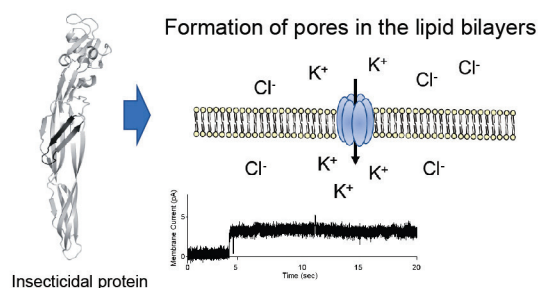 Formation of pores in the lipid bilayers
K+
K+
Cl-
Cl-
Cl-
Cl-
K+
K+
Cl-
K+
Membrane Current (pA)
5
0
0
5
10
15
20
Time (sec)
Insecticidal protein